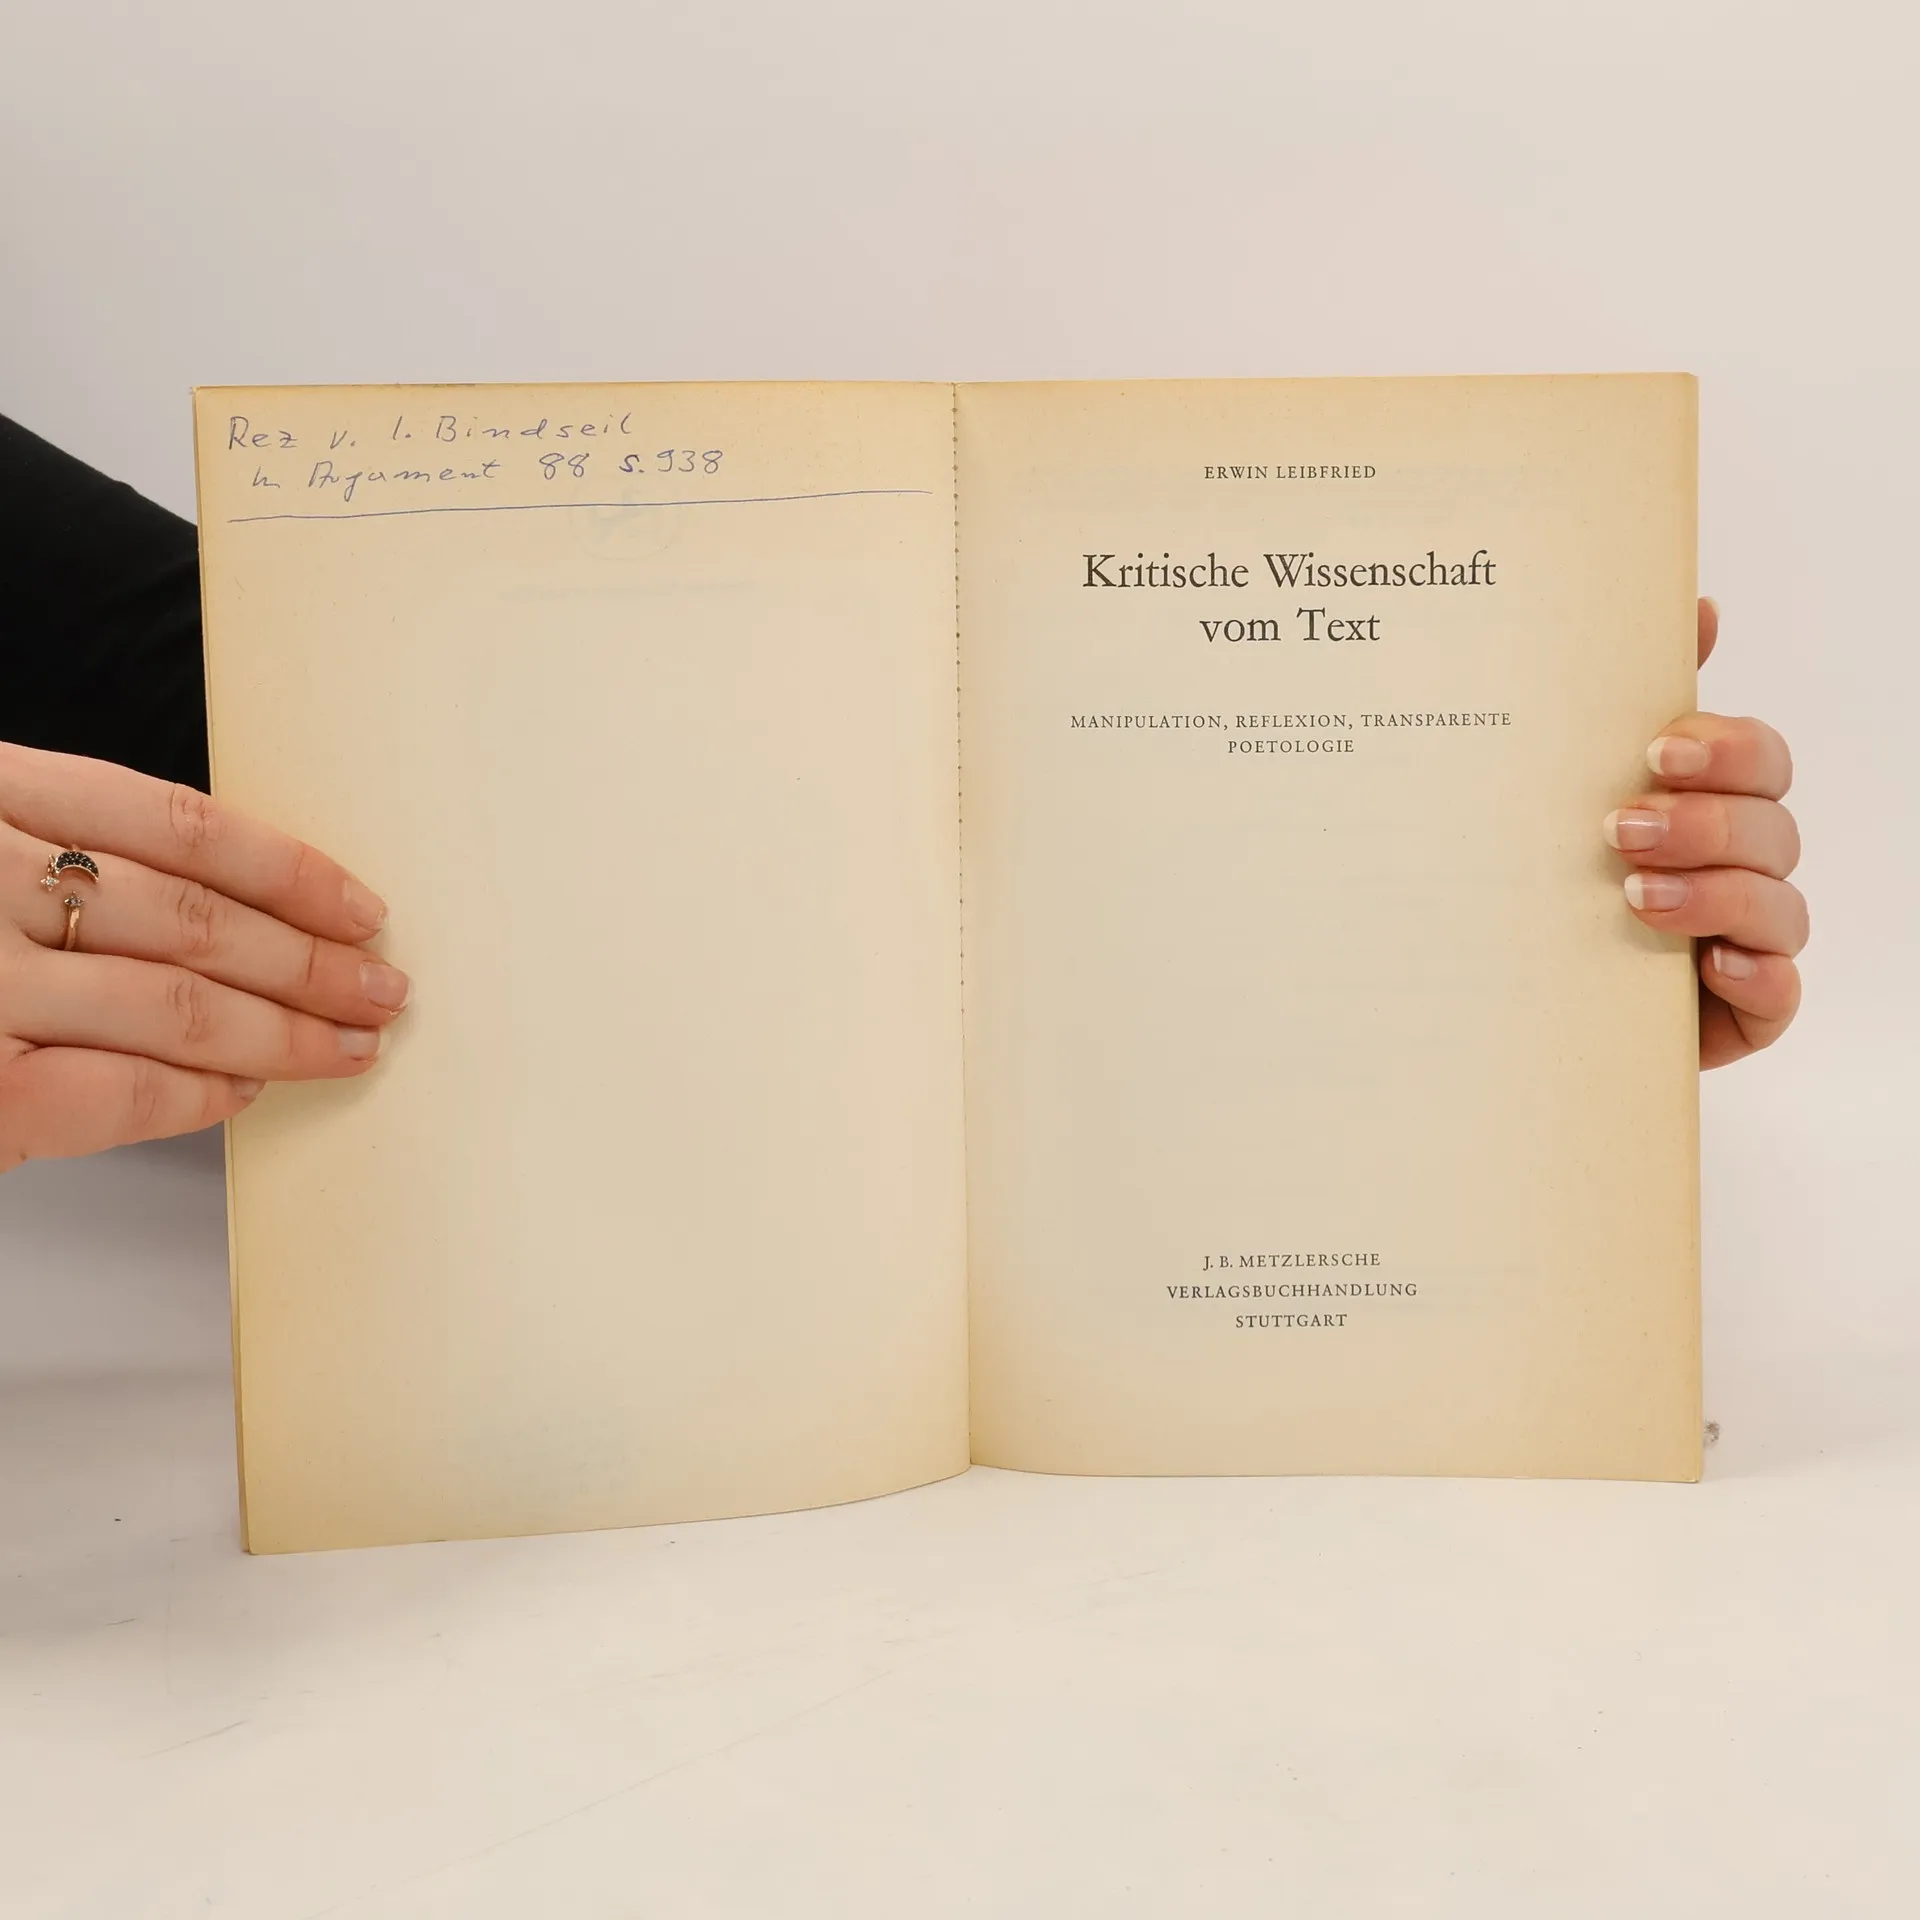 Rez v. I. Bindseil
in Argument 88 S. 938
ERWIN LEIBFRIED
Kritische Wissenschaft
vom Text
MANIPULATION, REFLEXION, TRANSPARENTE
POETOLOGIE
J. B. METZLERSCHE
VERLAGSBUCHHANDLUNG
STUTTGART